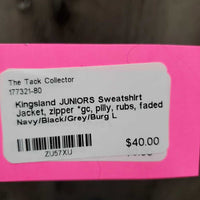 The Tack Collector
177321-80
Kingsland JUNIORS Sweatshirt
Jacket, zipper *gc, pilly, rubs, faded
Navy/Black/Grey/Burg L
$40.00
ZU57XU